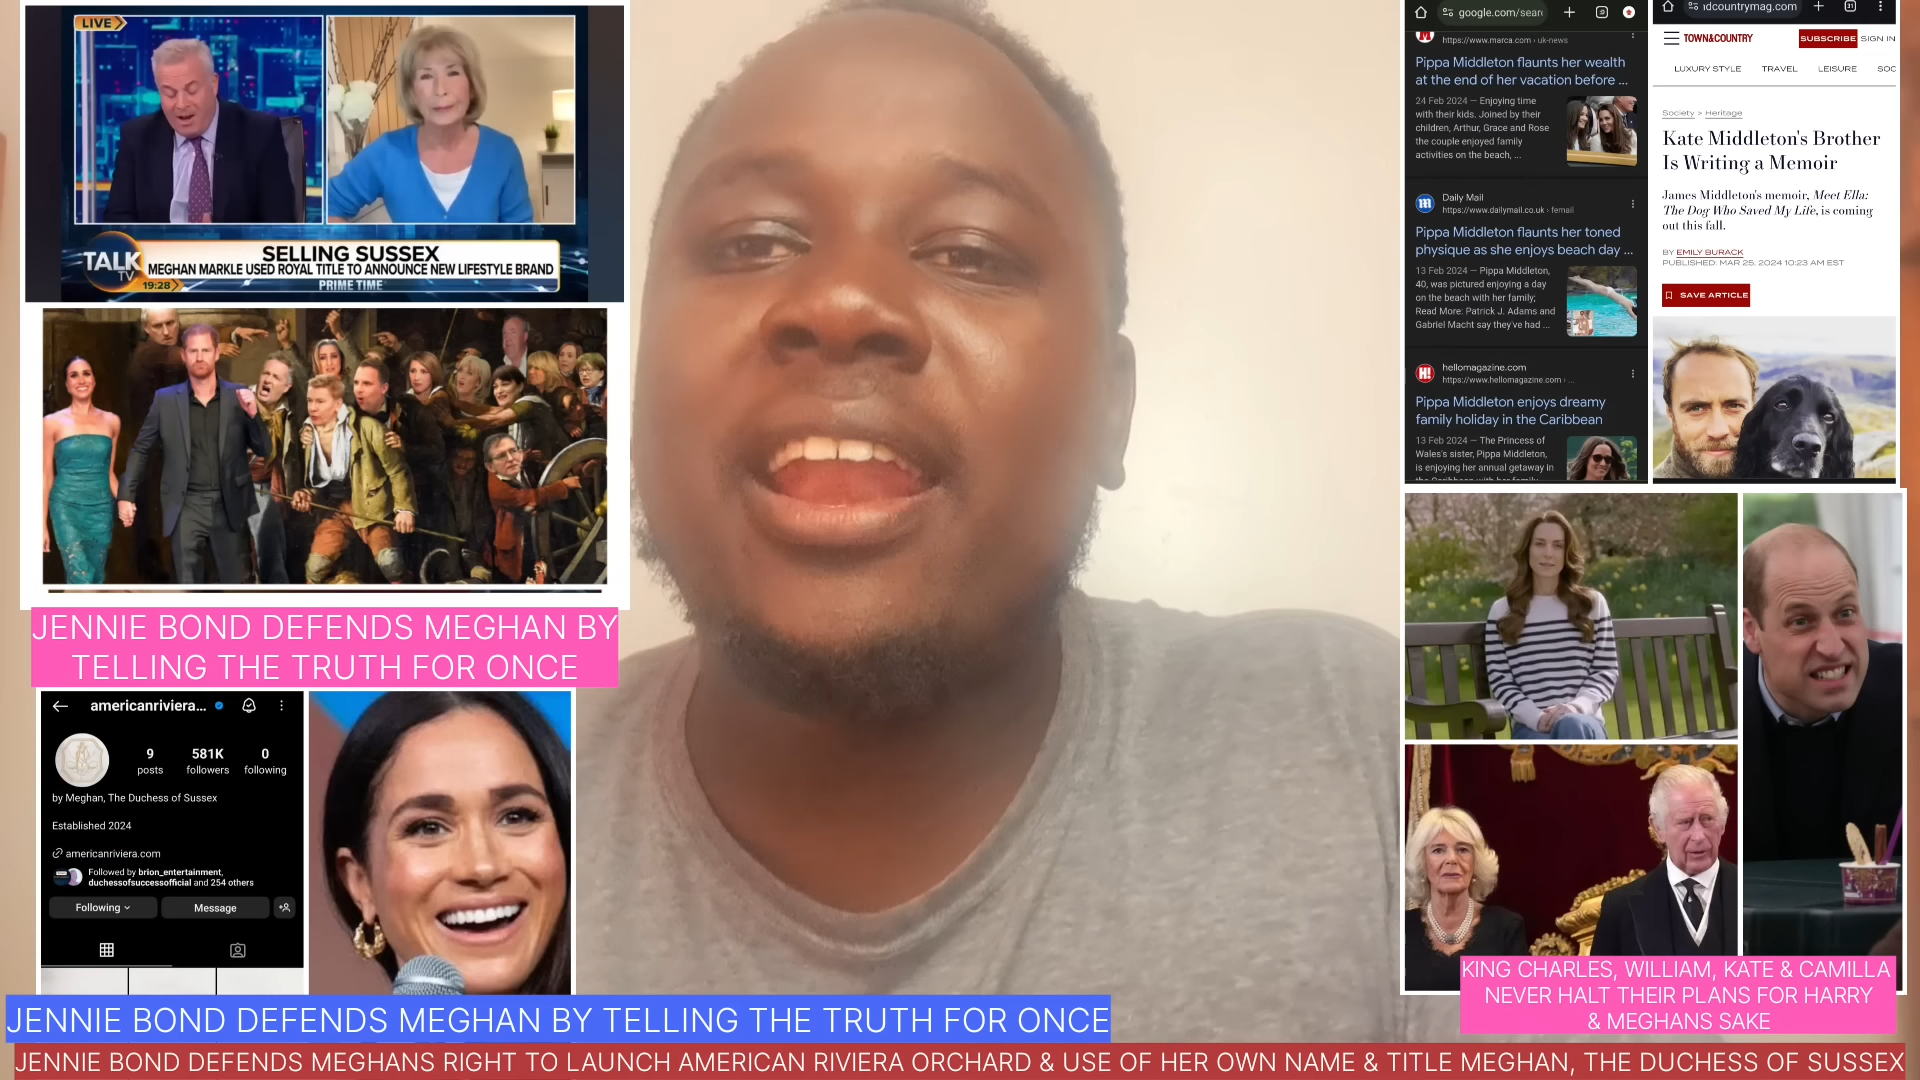 LIVE
SELLING SUSSEX
MEGHAN MARKLE USED ROYAL TITLE TO ANNOUNCE NEW LIFESTYLE BRAND
TALK
TV
19:28
PRIME TIME
JENNIE BOND DEFENDS MEGHAN BY
TELLING THE TRUTH FOR ONCE
americanriviera...
9 581K 0
posts followers following
by Meghan, The Duchess of Sussex
Established 2024
americanriviera.com
Followed by brion_entertainment,
duchessofsuccessofficial and 254 others
Following Message
google.com/sear
https://www.marca.com › uk-news
Pippa Middleton flaunts her wealth
at the end of her vacation before ...
24 Feb 2024 — Enjoying time
with their kids. Joined by their
children, Arthur, Grace and Rose
the couple enjoyed family
activities on the beach, ...
Daily Mail
https://www.dailymail.co.uk › femail
Pippa Middleton flaunts her toned
physique as she enjoys beach day ...
13 Feb 2024 — Pippa Middleton,
40, was pictured enjoying a day
on the beach with her family;
Read More: Patrick J. Adams and
Gabriel Macht say they've had ...
H!
hellomagazine.com
https://www.hellomagazine.com › ...
Pippa Middleton enjoys dreamy
family holiday in the Caribbean
13 Feb 2024 — The Princess of
Wales's sister, Pippa Middleton,
is enjoying her annual getaway in
the Caribbean with her family
dcountrymag.com 31
TOWN&COUNTRY SUBSCRIBE SIGN IN
LUXURY STYLE TRAVEL LEISURE SOC
Society > Heritage
Kate Middleton's Brother
Is Writing a Memoir
James Middleton's memoir, Meet Ella:
The Dog Who Saved My Life, is coming
out this fall.
BY EMILY BURACK
PUBLISHED: MAR 25, 2024 10:23 AM EST
SAVE ARTICLE
KING CHARLES, WILLIAM, KATE & CAMILLA
NEVER HALT THEIR PLANS FOR HARRY
& MEGHANS SAKE
JENNIE BOND DEFENDS MEGHAN BY TELLING THE TRUTH FOR ONCE
JENNIE BOND DEFENDS MEGHANS RIGHT TO LAUNCH AMERICAN RIVIERA ORCHARD & USE OF HER OWN NAME & TITLE MEGHAN, THE DUCHESS OF SUSSEX